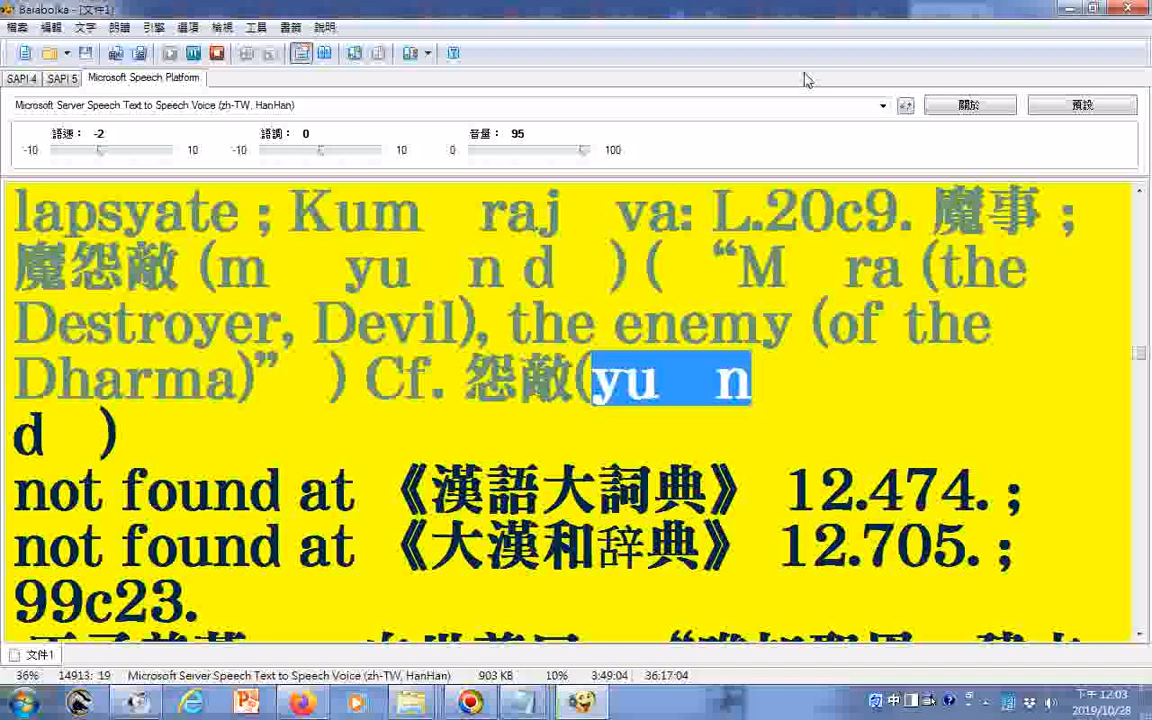 Balabolka - [文件1]
檔案 編輯 文字 朗讀 引擎 選項 檢視 工具 書籤 說明
SAPI 4 SAPI 5 Microsoft Speech Platform
Microsoft Server Speech Text to Speech Voice (zh-TW, HanHan) 關於 預設
語速： -2 語調： 0 音量： 95
-10 10 -10 10 0 100
lapsyate ; Kum raj va: L.20c9. 魔事 ;
魔怨敵 (m yu n d ) ( “M ra (the
Destroyer, Devil), the enemy (of the
Dharma)” ) Cf. 怨敵(yu n
d )
not found at 《漢語大詞典》 12.474. ;
not found at 《大漢和辞典》 12.705. ;
99c23.
文件1
36% 14913: 19 Microsoft Server Speech Text to Speech Voice (zh-TW, HanHan) 903 KB 10% 3:49:04 36:17:04
中 下午 12:03
2019/10/28